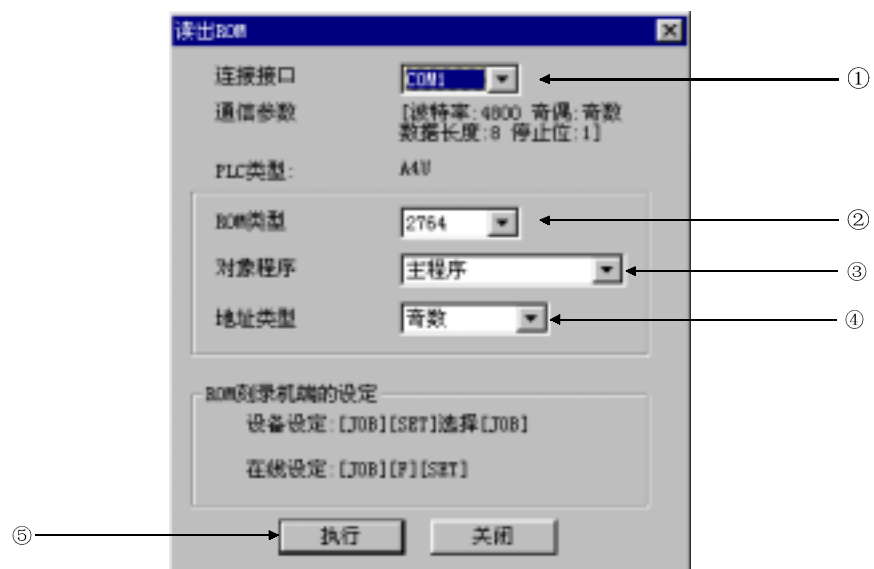 读出ROM
连接接口 COM1 ①
通信参数 [波特率:4800 奇偶:奇数
数据长度:8 停止位:1]
PLC类型: A4U
ROM类型 2764 ②
对象程序 主程序 ③
地址类型 奇数 ④
ROM刻录机端的设定
设备设定:[JOB][SET]选择[JOB]
在线设定:[JOB][F][SET]
⑤ 执行 关闭